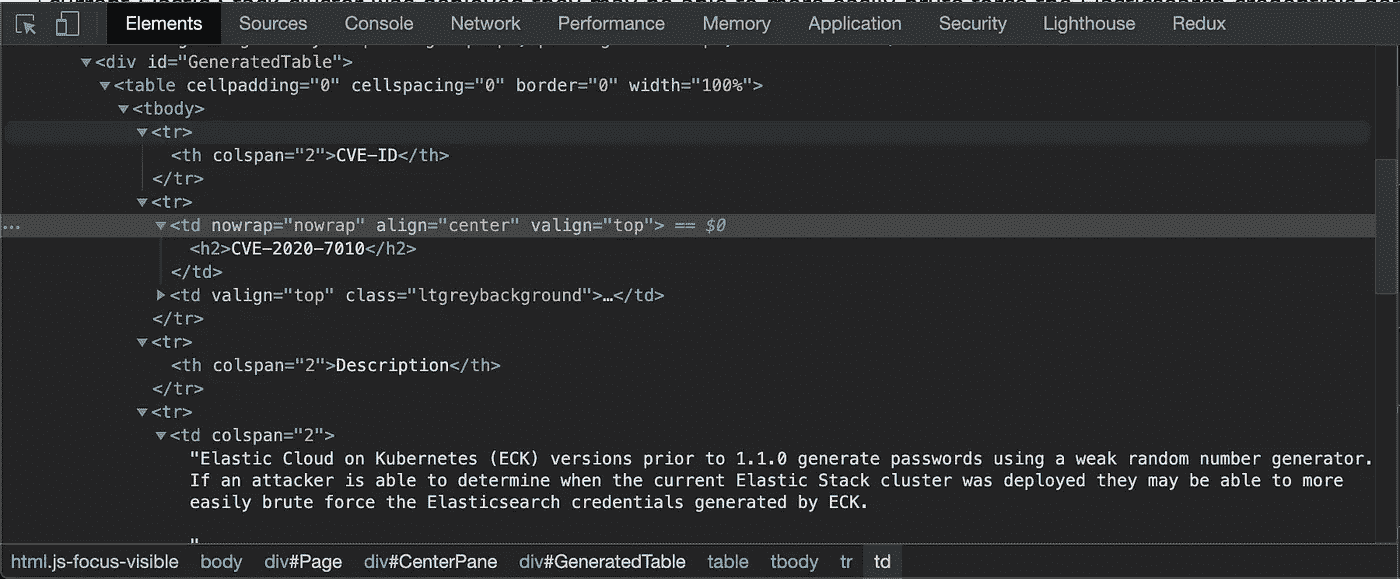 Elements Sources Console Network Performance Memory Application Security Lighthouse Redux
<div id="GeneratedTable">
<table cellpadding="0" cellspacing="0" border="0" width="100%">
<tbody>
<tr>
<th colspan="2">CVE-ID</th>
</tr>
<tr>
... <td nowrap="nowrap" align="center" valign="top"> == $0
<h2>CVE-2020-7010</h2>
</td>
<td valign="top" class="ltgreybackground">…</td>
</tr>
<tr>
<th colspan="2">Description</th>
</tr>
<tr>
<td colspan="2">
"Elastic Cloud on Kubernetes (ECK) versions prior to 1.1.0 generate passwords using a weak random number generator.
If an attacker is able to determine when the current Elastic Stack cluster was deployed they may be able to more
easily brute force the Elasticsearch credentials generated by ECK.
"
html.js-focus-visible body div#Page div#CenterPane div#GeneratedTable table tbody tr td